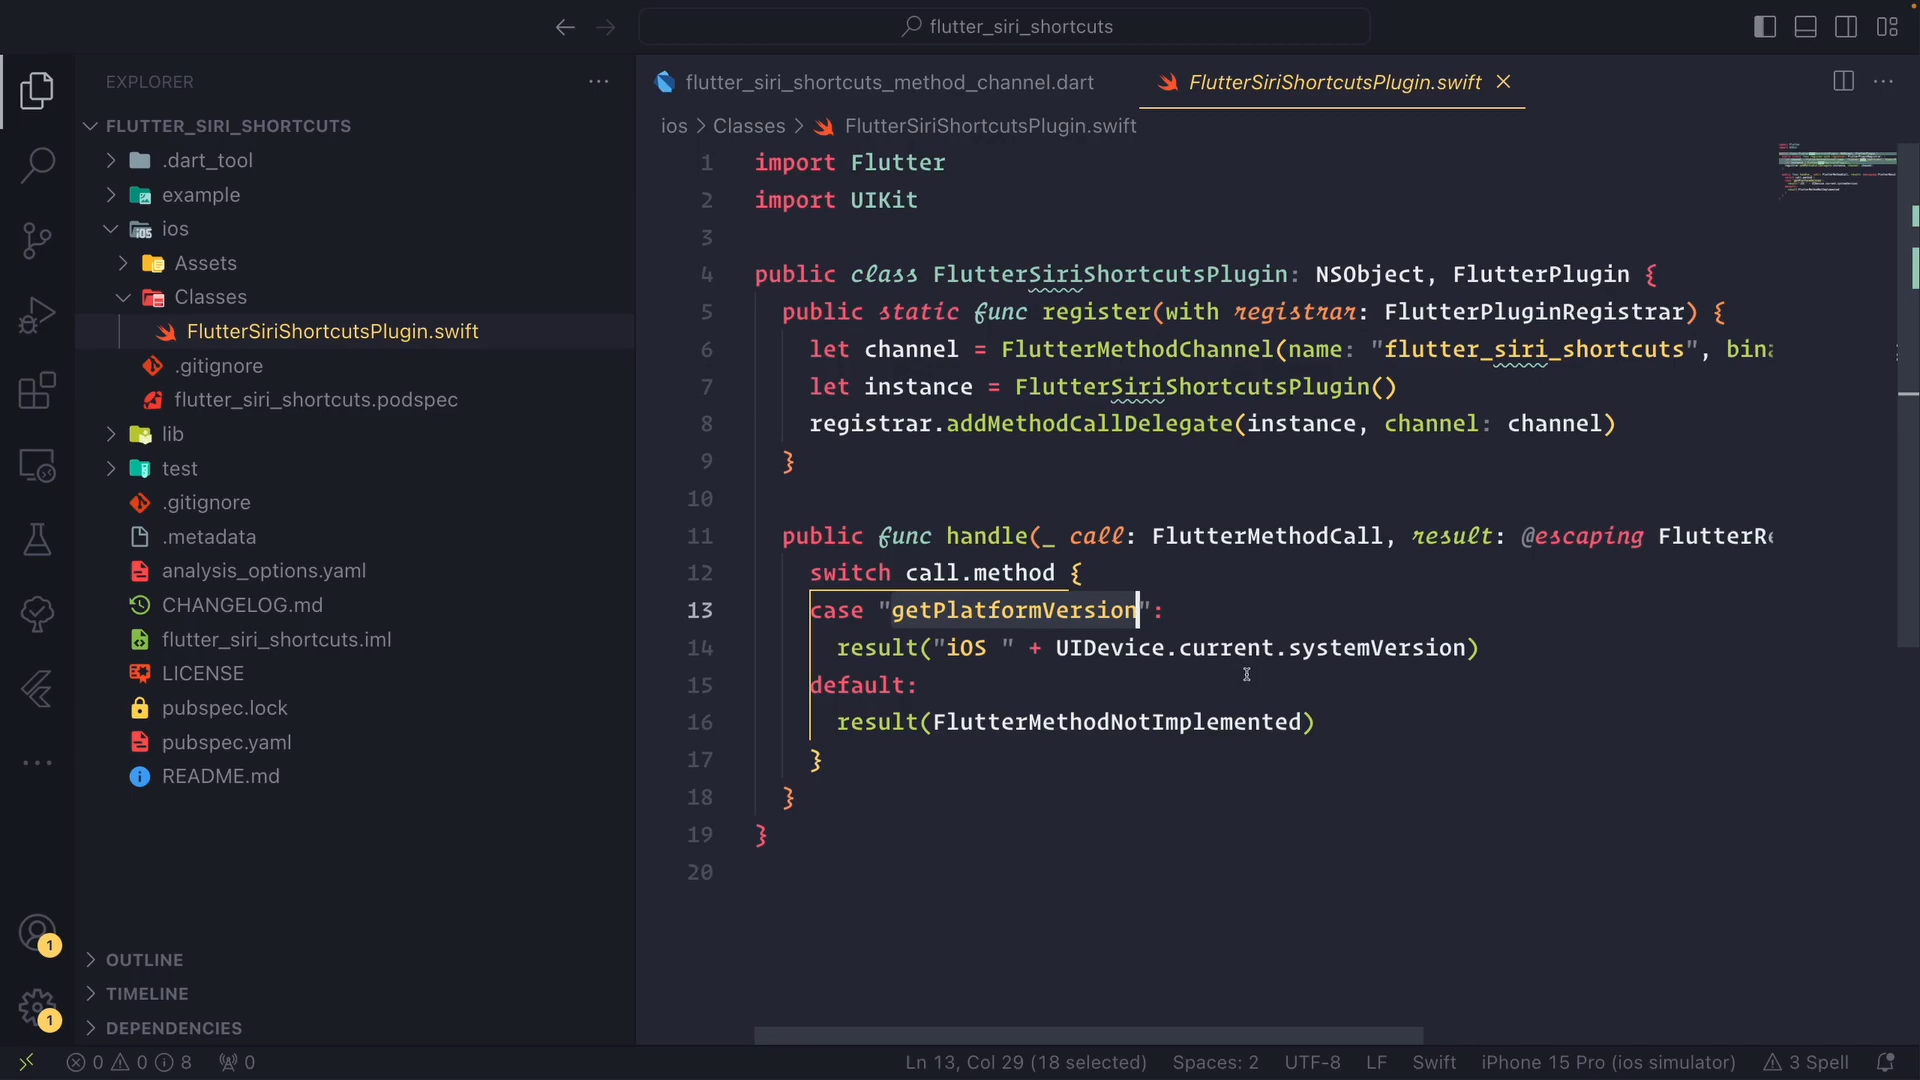 flutter_siri_shortcuts
EXPLORER
FLUTTER_SIRI_SHORTCUTS
.dart_tool
example
ios
Assets
Classes
FlutterSiriShortcutsPlugin.swift
.gitignore
flutter_siri_shortcuts.podspec
lib
test
.gitignore
.metadata
analysis_options.yaml
CHANGELOG.md
flutter_siri_shortcuts.iml
LICENSE
pubspec.lock
pubspec.yaml
README.md
OUTLINE
TIMELINE
DEPENDENCIES
1
1
flutter_siri_shortcuts_method_channel.dart
FlutterSiriShortcutsPlugin.swift
ios > Classes > FlutterSiriShortcutsPlugin.swift
1 import Flutter
2 import UIKit
3
4 public class FlutterSiriShortcutsPlugin: NSObject, FlutterPlugin {
5 public static func register(with registrar: FlutterPluginRegistrar) {
6 let channel = FlutterMethodChannel(name: "flutter_siri_shortcuts", bina
7 let instance = FlutterSiriShortcutsPlugin()
8 registrar.addMethodCallDelegate(instance, channel: channel)
9 }
10
11 public func handle(_ call: FlutterMethodCall, result: @escaping FlutterRe
12 switch call.method {
13 case "getPlatformVersion":
14 result("iOS " + UIDevice.current.systemVersion)
15 default:
16 result(FlutterMethodNotImplemented)
17 }
18 }
19 }
20
0 0 8 0 Ln 13, Col 29 (18 selected) Spaces: 2 UTF-8 LF Swift iPhone 15 Pro (ios simulator) 3 Spell